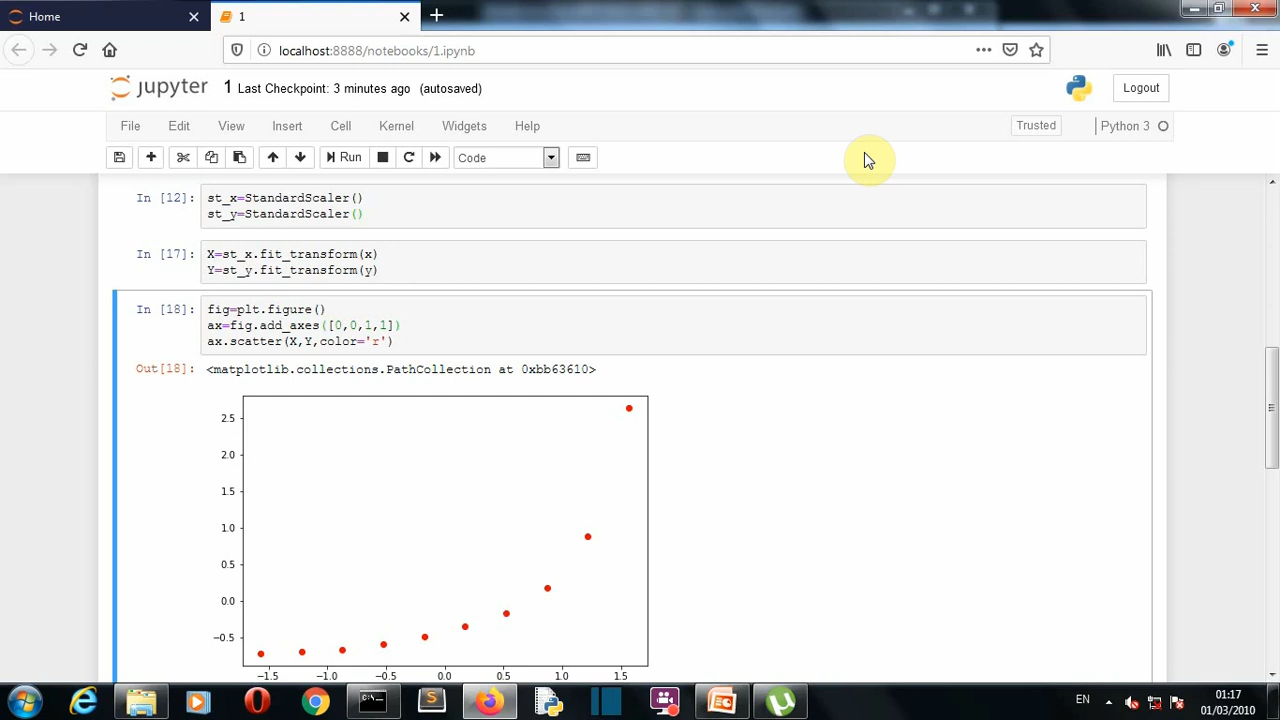 Home
1
localhost:8888/notebooks/1.ipynb
jupyter 1 Last Checkpoint: 3 minutes ago (autosaved)
Logout
File Edit View Insert Cell Kernel Widgets Help
Trusted
Python 3
Run
Code
In [12]: st_x=StandardScaler()
st_y=StandardScaler()
In [17]: X=st_x.fit_transform(x)
Y=st_y.fit_transform(y)
In [18]: fig=plt.figure()
ax=fig.add_axes([0,0,1,1])
ax.scatter(X,Y,color='r')
Out[18]: <matplotlib.collections.PathCollection at 0xbb63610>
2.5
2.0
1.5
1.0
0.5
0.0
−0.5
−1.5 −1.0 −0.5 0.0 0.5 1.0 1.5
EN
01:17
01/03/2010